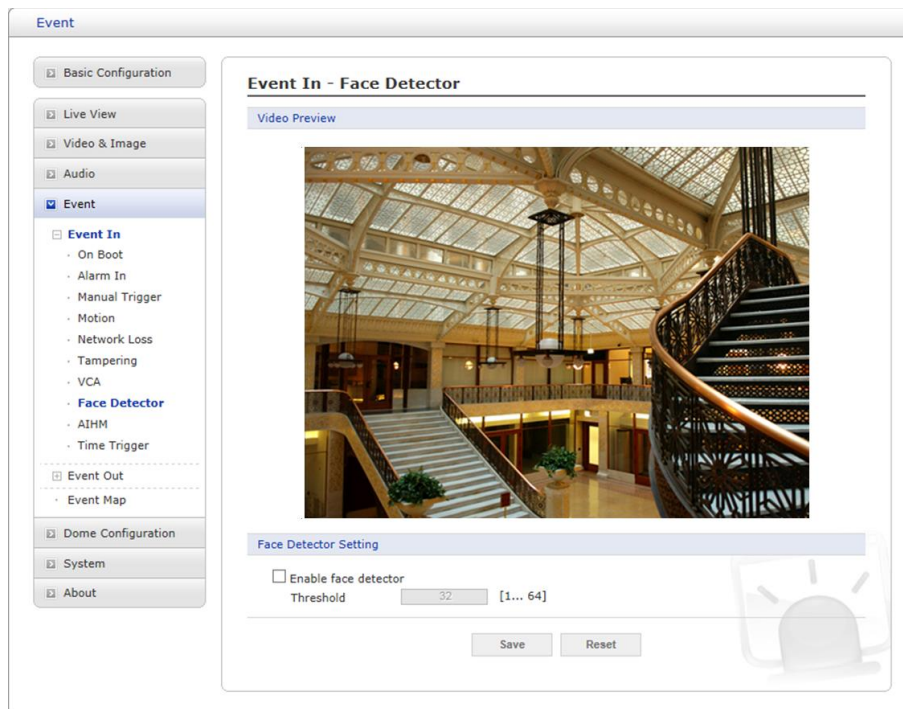 Event
Basic Configuration
Live View
Video & Image
Audio
Event
Event In
On Boot
Alarm In
Manual Trigger
Motion
Network Loss
Tampering
VCA
Face Detector
AIHM
Time Trigger
Event Out
Event Map
Dome Configuration
System
About
Event In - Face Detector
Video Preview
Face Detector Setting
Enable face detector
Threshold 32 [1... 64]
Save Reset